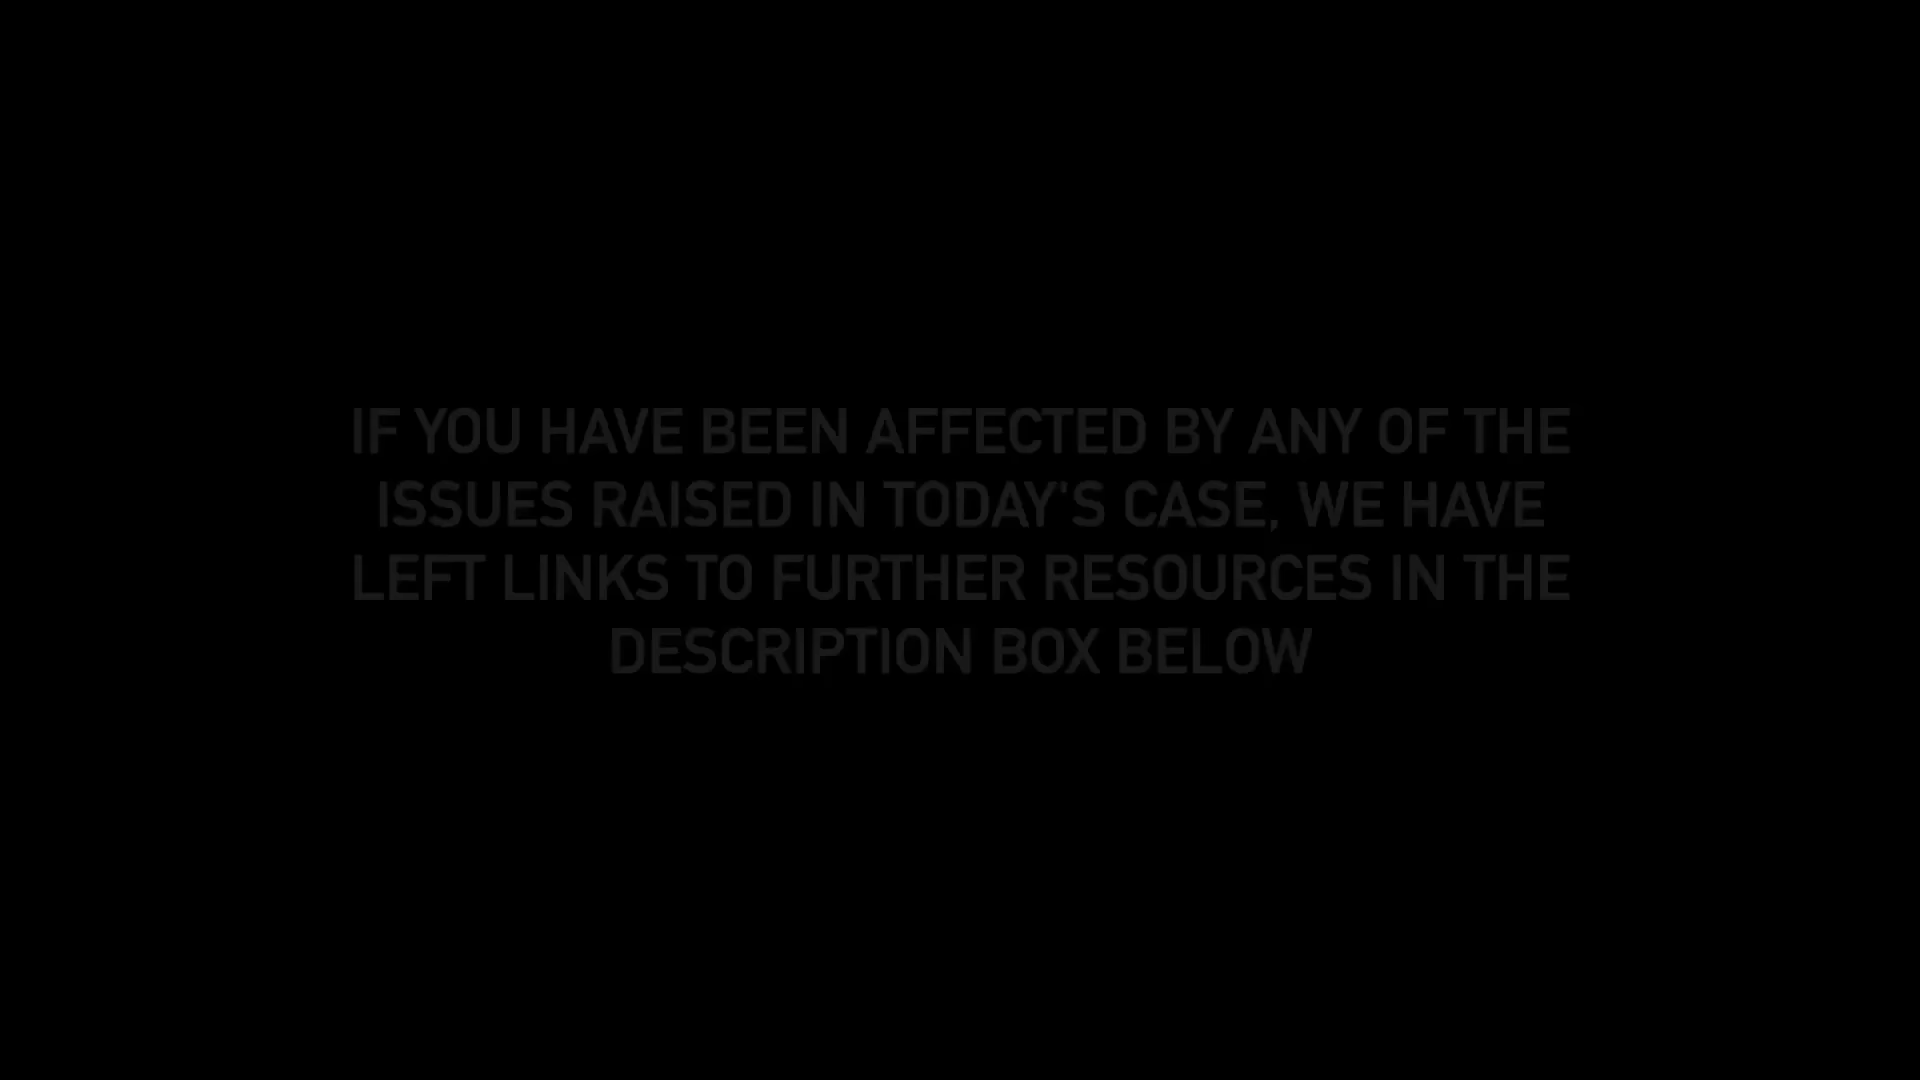 IF YOU HAVE BEEN AFFECTED BY ANY OF THE
ISSUES RAISED IN TODAY'S CASE, WE HAVE
LEFT LINKS TO FURTHER RESOURCES IN THE
DESCRIPTION BOX BELOW